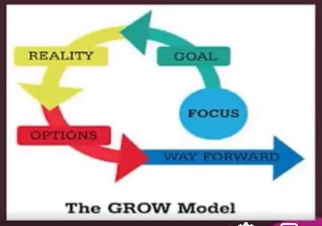 REALITY
GOAL
FOCUS
OPTIONS
WAY FORWARD
The GROW Model